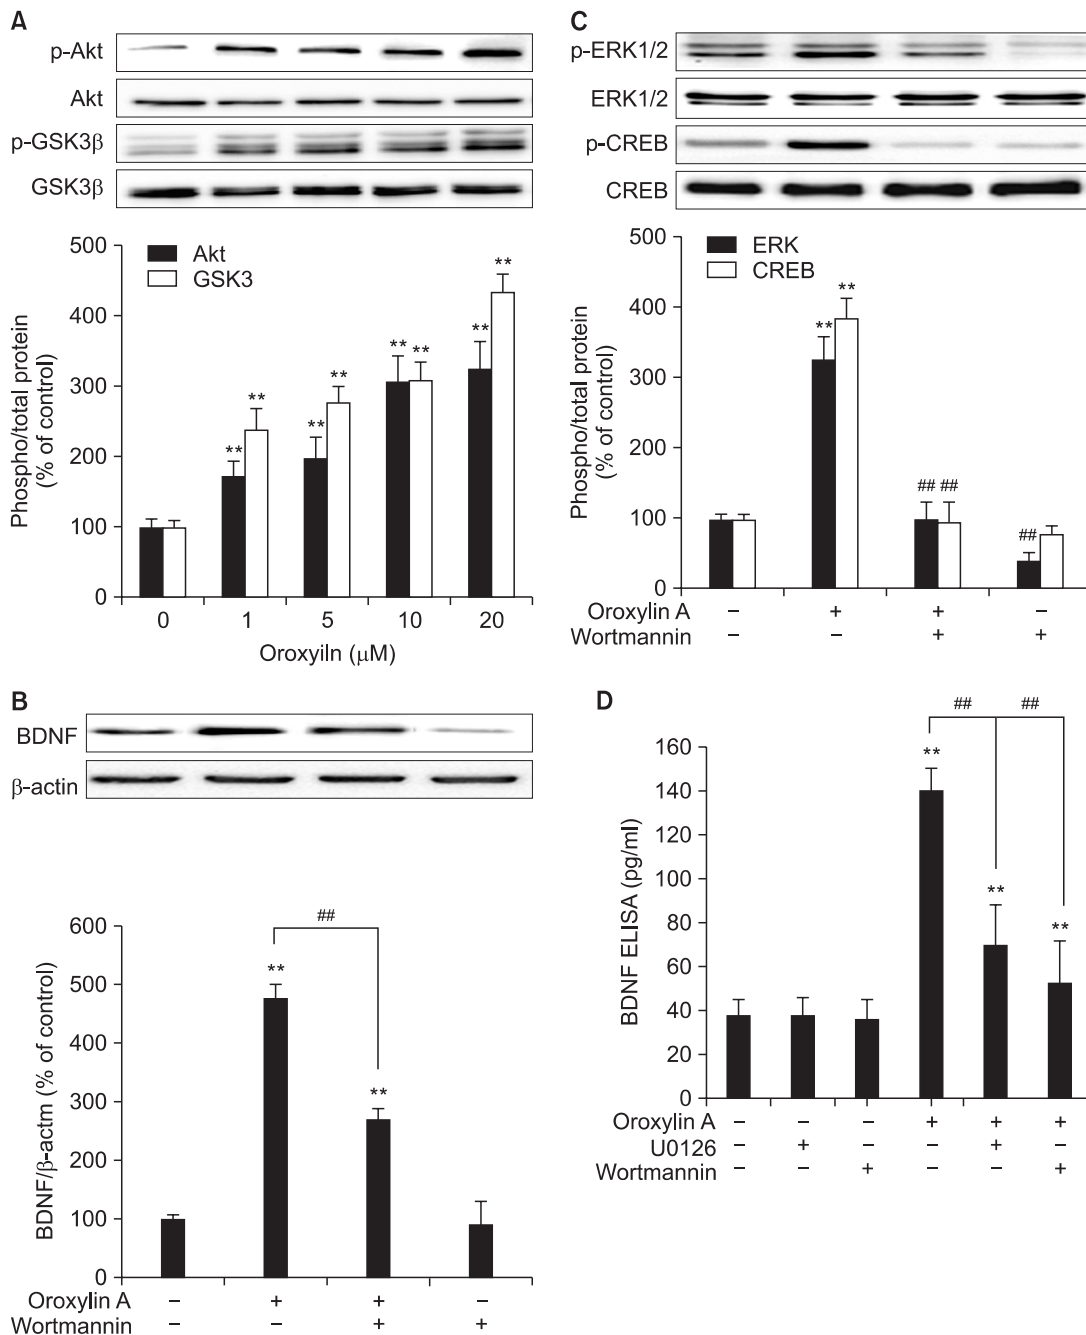 A
p-Akt
Akt
p-GSK3β
GSK3β
Akt
GSK3
500
400
300
200
100
0
Phospho/total protein
(% of control)
** ** ** ** ** ** ** **
0 1 5 10 20
Oroxyiln (μM)
B
BDNF
β-actin
600
500
400
300
200
100
0
BDNF/β-actm (% of control)
##
**
**
Oroxylin A − + + −
Wortmannin − − + +
C
p-ERK1/2
ERK1/2
p-CREB
CREB
ERK
CREB
500
400
300
200
100
0
Phospho/total protein
(% of control)
** **
## ##
##
Oroxylin A − + + −
Wortmannin − − + +
D
## ##
160
140
120
160
80
60
40
20
0
BDNF ELISA (pg/ml)
**
**
**
Oroxylin A − − − + + +
U0126 − + − − + −
Wortmannin − − + − − +